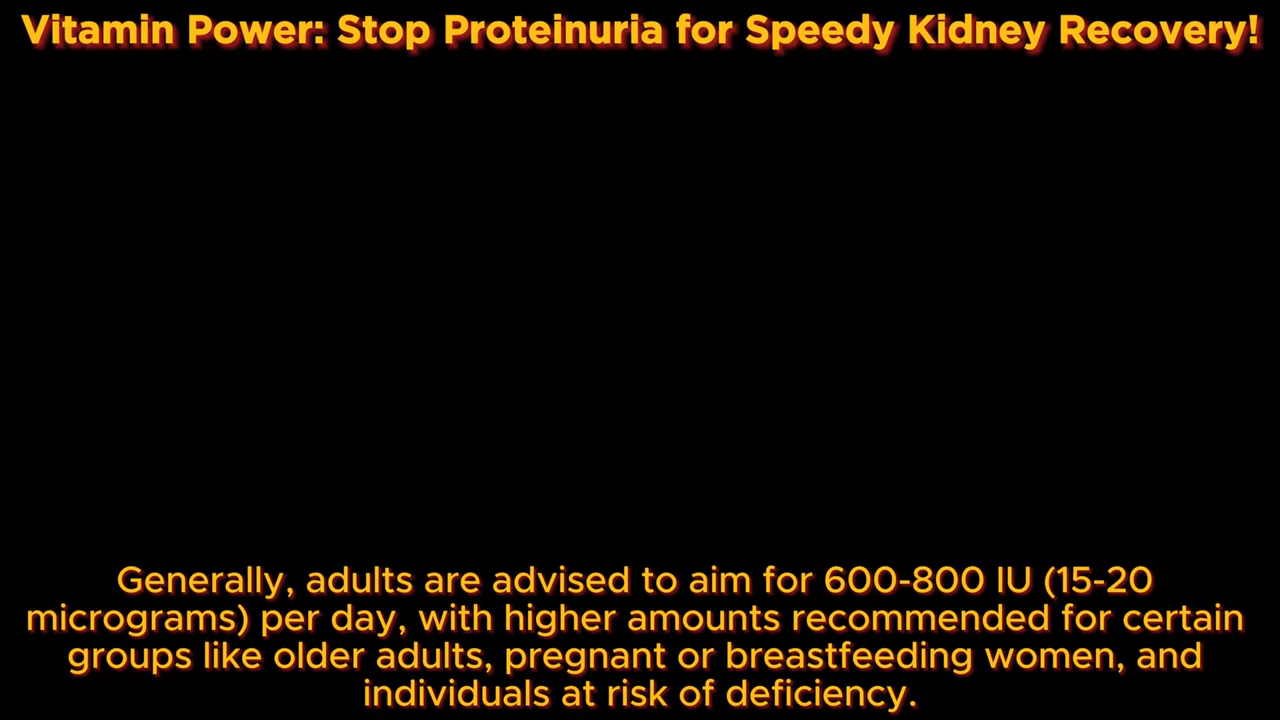 Vitamin Power: Stop Proteinuria for Speedy Kidney Recovery!
Generally, adults are advised to aim for 600-800 IU (15-20
micrograms) per day, with higher amounts recommended for certain
groups like older adults, pregnant or breastfeeding women, and
individuals at risk of deficiency.